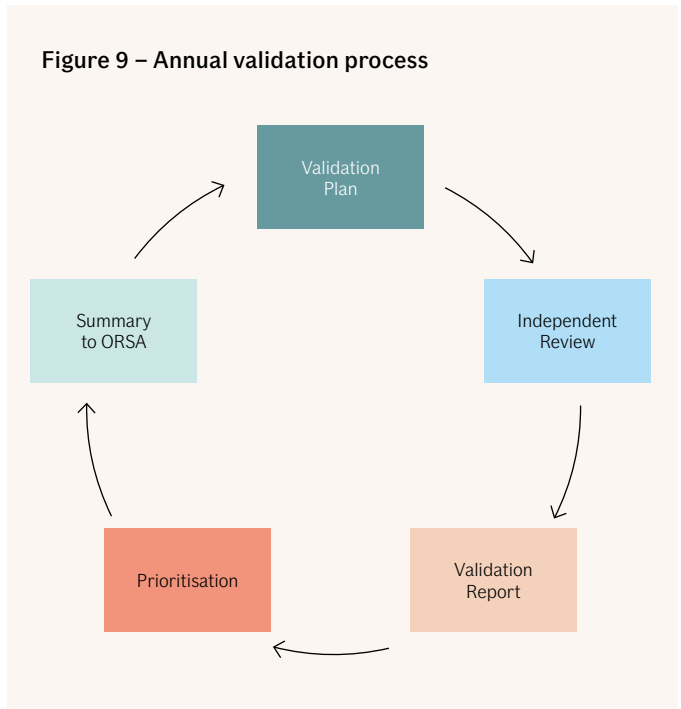 Figure 9 – Annual validation process
Validation
Plan
Independent
Review
Validation
Report
Prioritisation
Summary
to ORSA